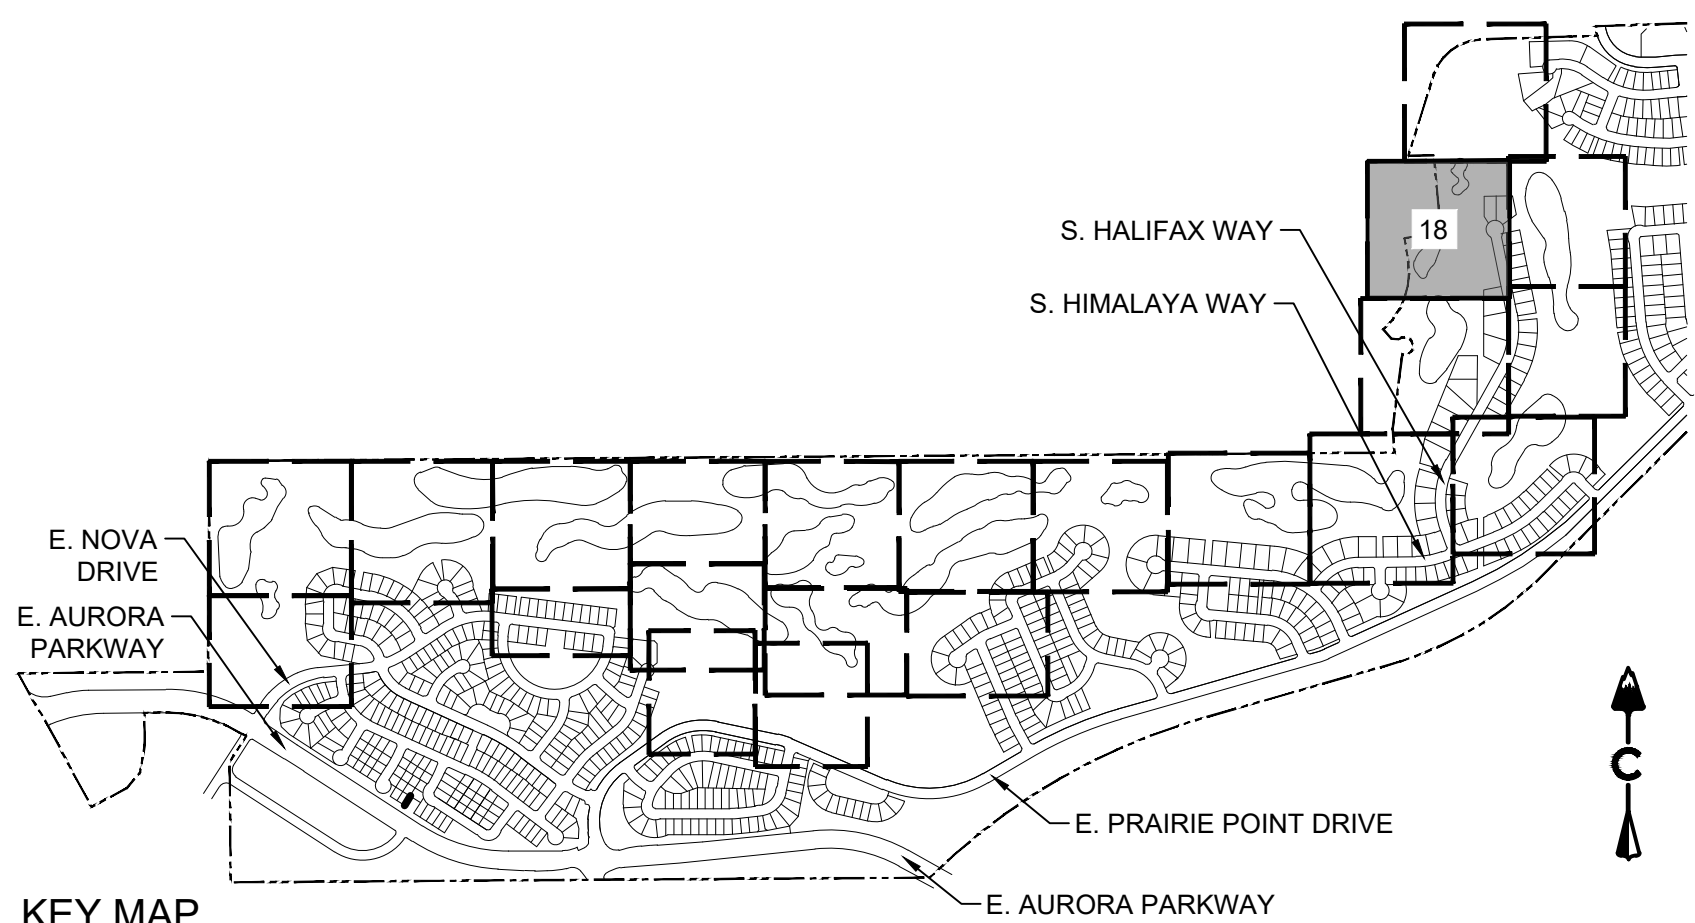 18
S. HALIFAX WAY
S. HIMALAYA WAY
E. NOVA
DRIVE
E. AURORA
PARKWAY
E. PRAIRIE POINT DRIVE
E. AURORA PARKWAY
KEY MAP
C